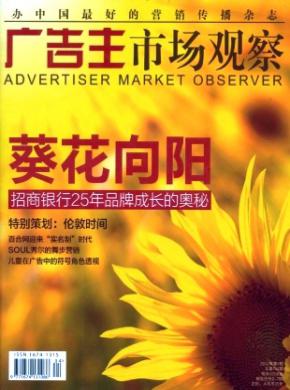 办中国最好的营销传播杂志
广告主市场观察
ADVERTISER MARKET OBSERVER
葵花向阳
招商银行25年品牌成长的奥秘
特别策划：伦敦时间
百合网迎来“实名制”时代
SOUL秀尔的舞步营销
儿童在广告中的符号角色透视
ISSN 1674-1315